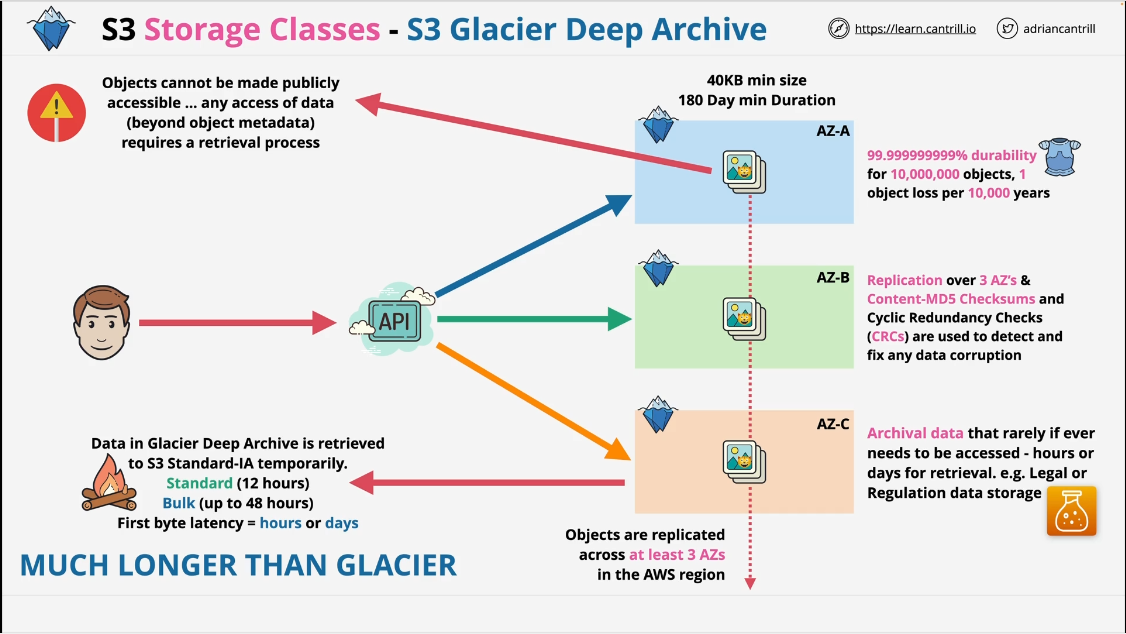 S3 Storage Classes - S3 Glacier Deep Archive
https://learn.cantrill.io
adriancantrill
Objects cannot be made publicly
accessible ... any access of data
(beyond object metadata)
requires a retrieval process
40KB min size
180 Day min Duration
AZ-A
99.999999999% durability
for 10,000,000 objects, 1
object loss per 10,000 years
AZ-B
Replication over 3 AZ's &
Content-MD5 Checksums and
Cyclic Redundancy Checks
(CRCs) are used to detect and
fix any data corruption
API
AZ-C
Archival data that rarely if ever
needs to be accessed - hours or
days for retrieval. e.g. Legal or
Regulation data storage
Data in Glacier Deep Archive is retrieved
to S3 Standard-IA temporarily.
Standard (12 hours)
Bulk (up to 48 hours)
First byte latency = hours or days
Objects are replicated
across at least 3 AZs
in the AWS region
MUCH LONGER THAN GLACIER